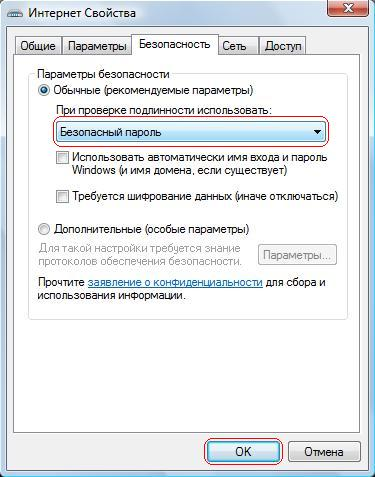 Интернет Свойства
Общие Параметры Безопасность Сеть Доступ
Параметры безопасности
Обычные (рекомендуемые параметры)
При проверке подлинности использовать:
Безопасный пароль
Использовать автоматически имя входа и пароль
Windows (и имя домена, если существует)
Требуется шифрование данных (иначе отключаться)
Дополнительные (особые параметры)
Для такой настройки требуется знание
протоколов обеспечения безопасности.
Параметры...
Прочтите заявление о конфиденциальности для сбора и
использования информации.
OK Отмена